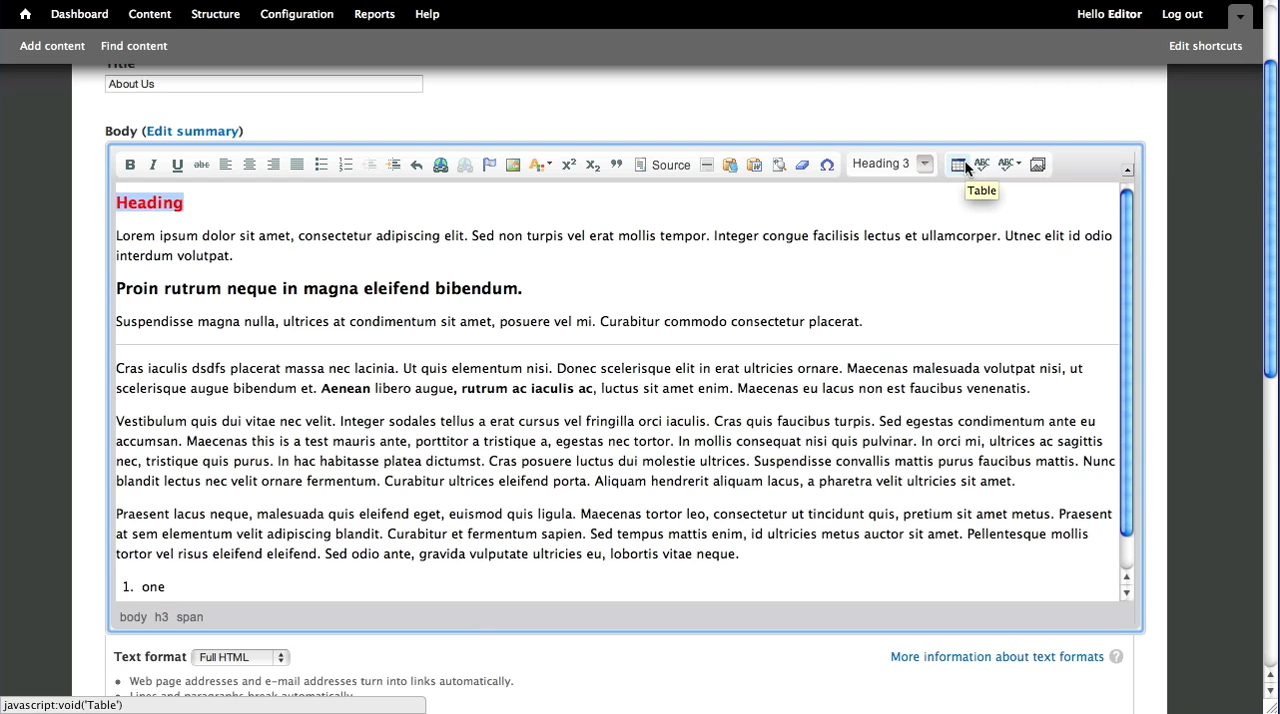 Dashboard Content Structure Configuration Reports Help Hello Editor Log out
Add content Find content Edit shortcuts
Title
About Us
Body (Edit summary)
B I U abc Source Heading 3 ABC ABC
Table
Heading
Lorem ipsum dolor sit amet, consectetur adipiscing elit. Sed non turpis vel erat mollis tempor. Integer congue facilisis lectus et ullamcorper. Utnec elit id odio
interdum volutpat.
Proin rutrum neque in magna eleifend bibendum.
Suspendisse magna nulla, ultrices at condimentum sit amet, posuere vel mi. Curabitur commodo consectetur placerat.
Cras iaculis dsdfs placerat massa nec lacinia. Ut quis elementum nisi. Donec scelerisque elit in erat ultricies ornare. Maecenas malesuada volutpat nisi, ut
scelerisque augue bibendum et. Aenean libero augue, rutrum ac iaculis ac, luctus sit amet enim. Maecenas eu lacus non est faucibus venenatis.
Vestibulum quis dui vitae nec velit. Integer sodales tellus a erat cursus vel fringilla orci iaculis. Cras quis faucibus turpis. Sed egestas condimentum ante eu
accumsan. Maecenas this is a test mauris ante, porttitor a tristique a, egestas nec tortor. In mollis consequat nisi quis pulvinar. In orci mi, ultrices ac sagittis
nec, tristique quis purus. In hac habitasse platea dictumst. Cras posuere luctus dui molestie ultrices. Suspendisse convallis mattis purus faucibus mattis. Nunc
blandit lectus nec velit ornare fermentum. Curabitur ultrices eleifend porta. Aliquam hendrerit aliquam lacus, a pharetra velit ultricies sit amet.
Praesent lacus neque, malesuada quis eleifend eget, euismod quis ligula. Maecenas tortor leo, consectetur ut tincidunt quis, pretium sit amet metus. Praesent
at sem elementum velit adipiscing blandit. Curabitur et fermentum sapien. Sed tempus mattis enim, id ultricies metus auctor sit amet. Pellentesque mollis
tortor vel risus eleifend eleifend. Sed odio ante, gravida vulputate ultricies eu, lobortis vitae neque.
1. one
body h3 span
Text format Full HTML More information about text formats ?
Web page addresses and e-mail addresses turn into links automatically.
Lines and paragraphs break automatically.
javascript:void('Table')